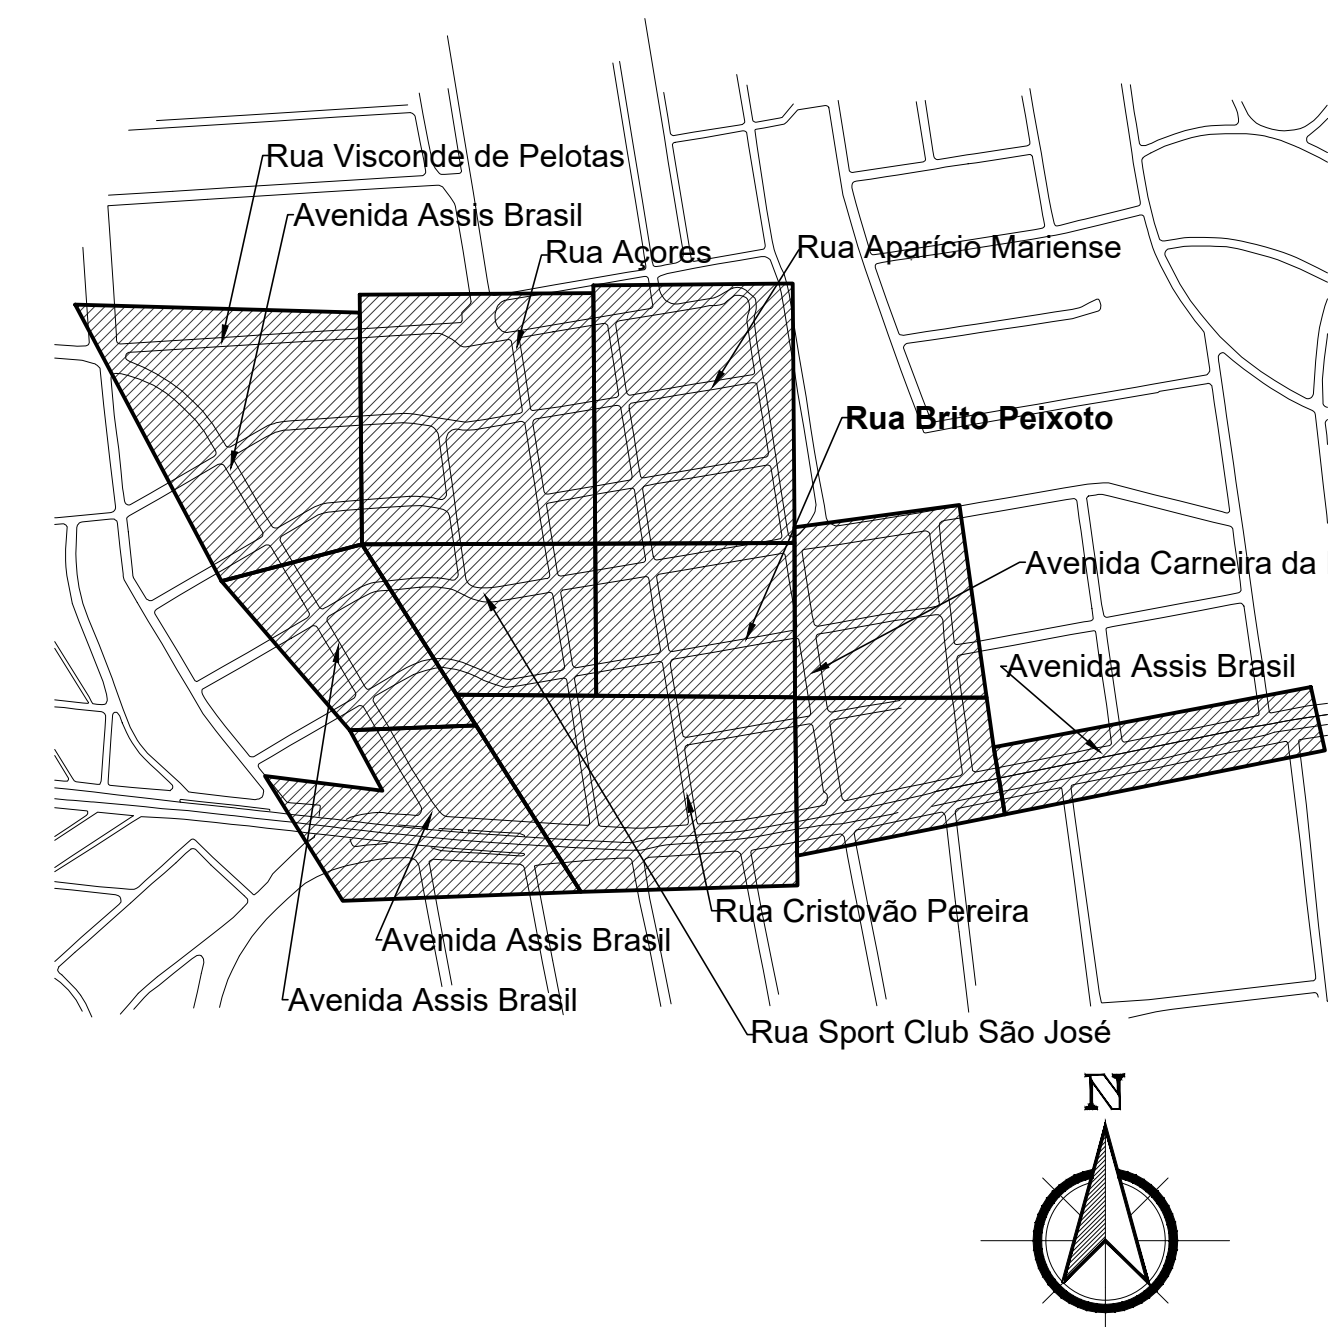 Rua Visconde de Pelotas
Avenida Assis Brasil
Rua Açores
Rua Aparício Mariense
Rua Brito Peixoto
Avenida Carneira da
Avenida Assis Brasil
Rua Cristovão Pereira
Avenida Assis Brasil
Avenida Assis Brasil
Rua Sport Club São José
N